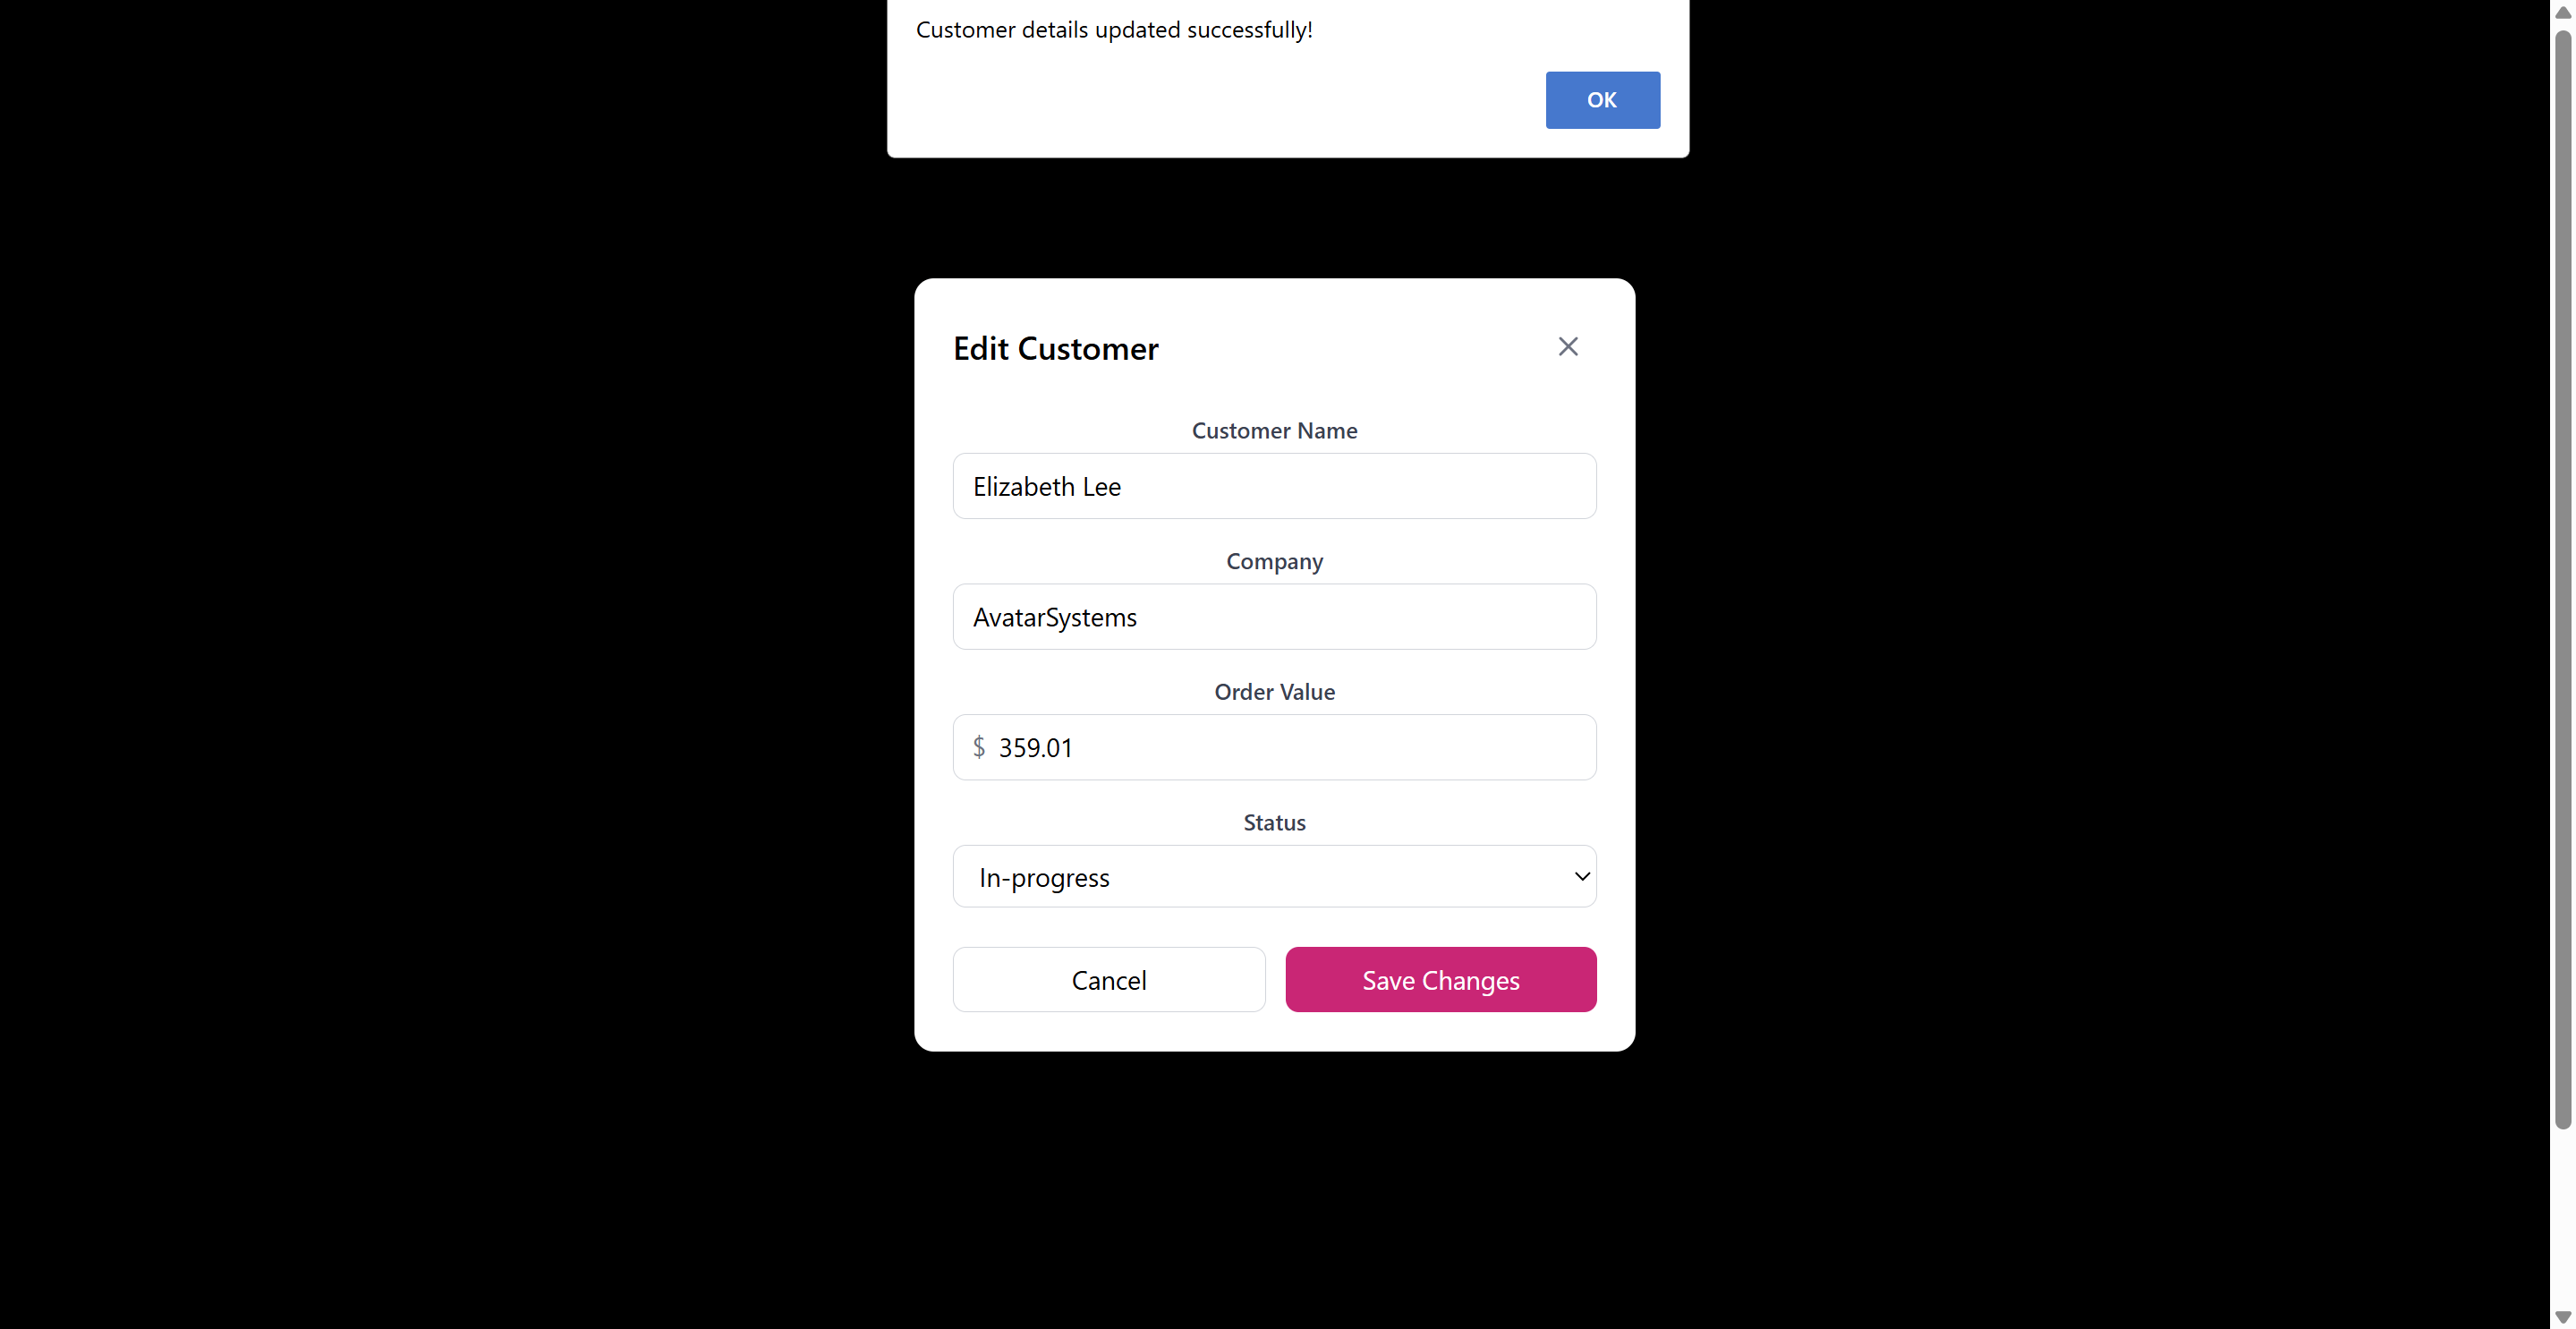 Customer details updated successfully!
OK
Edit Customer
Customer Name
Elizabeth Lee
Company
AvatarSystems
Order Value
$ 359.01
Status
In-progress
Cancel
Save Changes